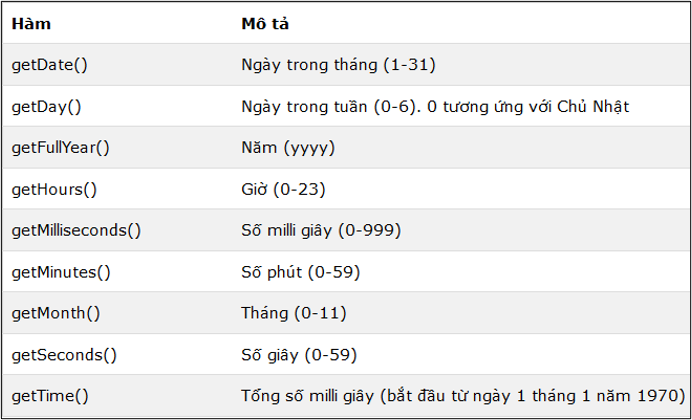 Hàm Mô tả
getDate() Ngày trong tháng (1-31)
getDay() Ngày trong tuần (0-6). 0 tương ứng với Chủ Nhật
getFullYear() Năm (yyyy)
getHours() Giờ (0-23)
getMilliseconds() Số milli giây (0-999)
getMinutes() Số phút (0-59)
getMonth() Tháng (0-11)
getSeconds() Số giây (0-59)
getTime() Tổng số milli giây (bắt đầu từ ngày 1 tháng 1 năm 1970)